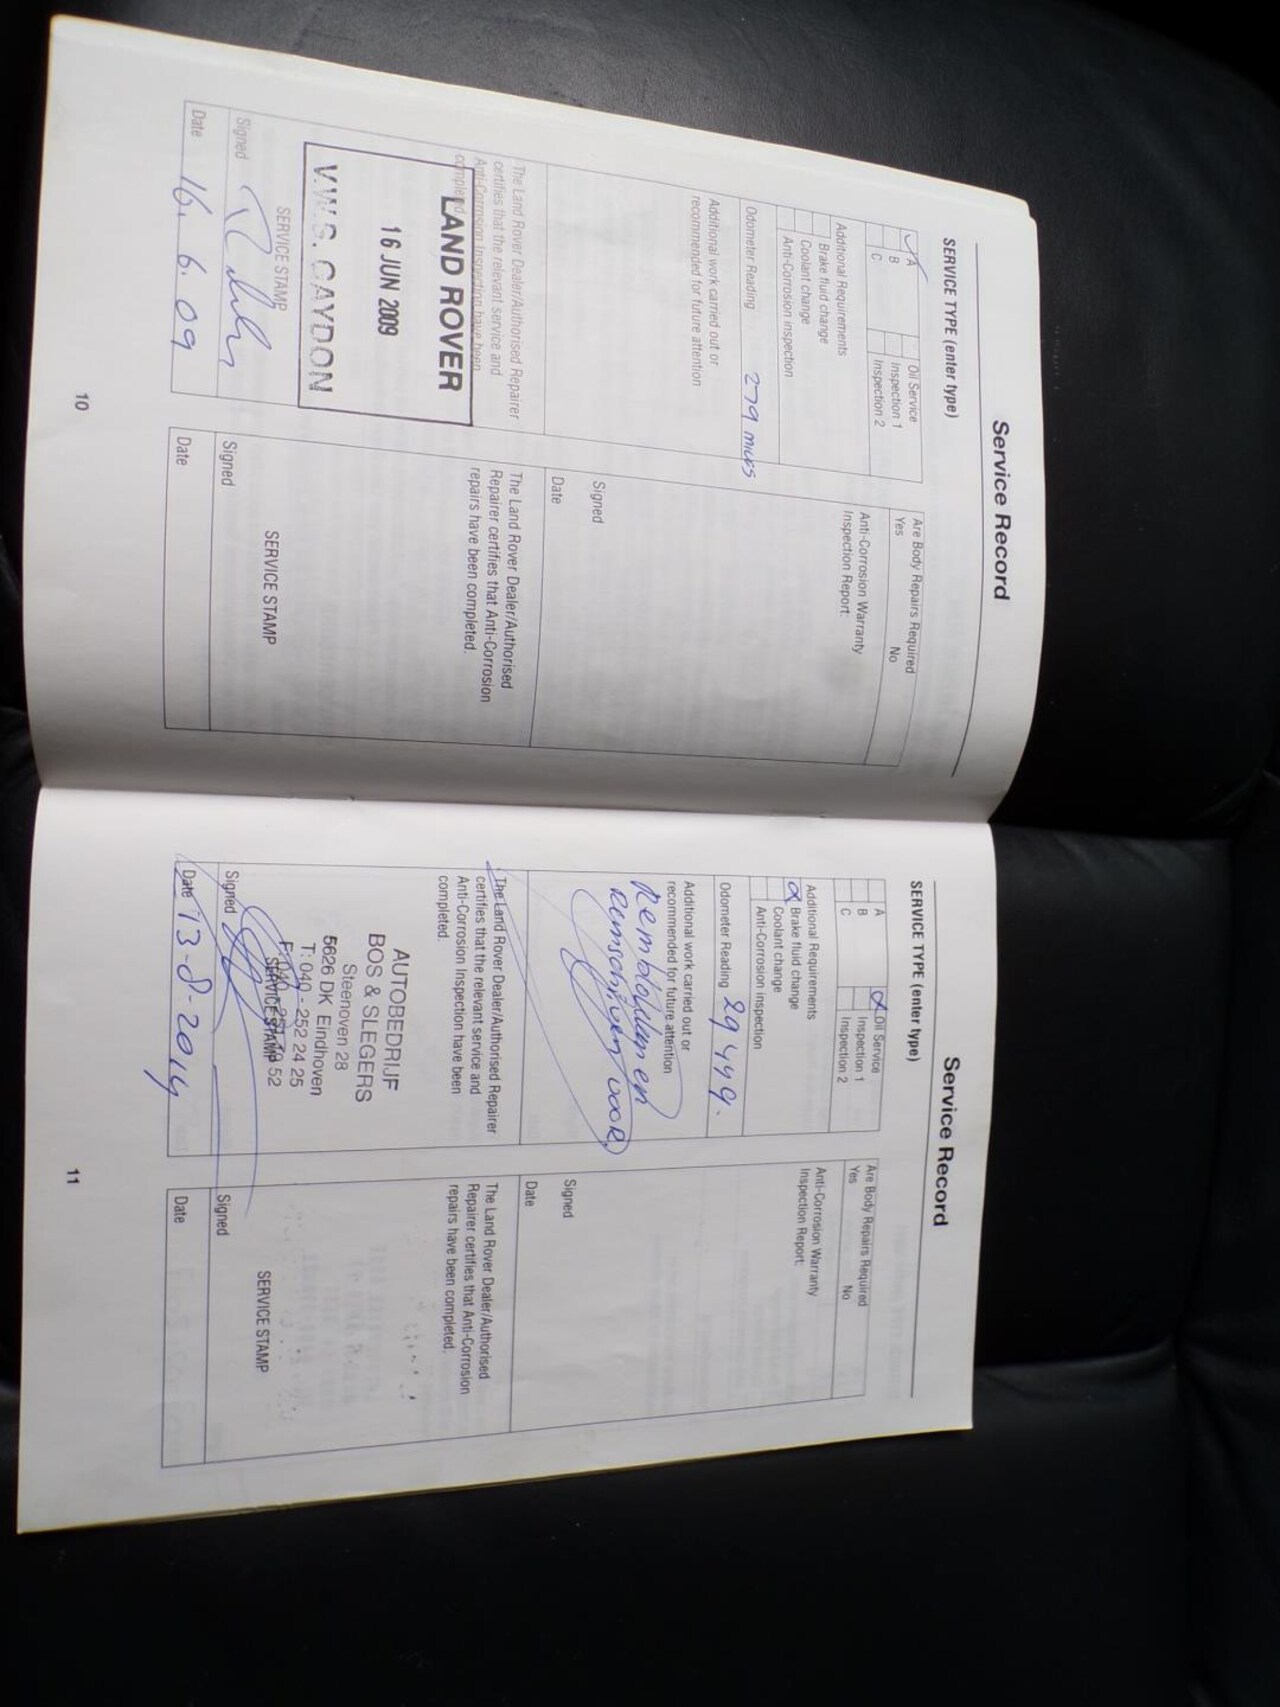 Service Record
SERVICE TYPE (enter type)
A
B
C
Oil Service
Inspection 1
Inspection 2
Additional Requirements
Brake fluid change
Coolant change
Anti-Corrosion inspection
Odometer Reading 279 MILES
Additional work carried out or
recommended for future attention
The Land Rover Dealer/Authorised Repairer
certifies that the relevant service and
Anti-Corrosion Inspection have been
completed.
LAND ROVER
16 JUN 2009
V.W.S. GAYDON
SERVICE STAMP
Signed
Date 16.6.09
Are Body Repairs Required
Yes No
Anti-Corrosion Warranty
Inspection Report:
Signed
Date
The Land Rover Dealer/Authorised
Repairer certifies that Anti-Corrosion
repairs have been completed.
SERVICE STAMP
Signed
Date
10
Service Record
SERVICE TYPE (enter type)
A
B
C
Oil Service
Inspection 1
Inspection 2
Additional Requirements
Brake fluid change
Coolant change
Anti-Corrosion inspection
Odometer Reading 29449.
Additional work carried out or
recommended for future attention
Remblokken en
Remschijven voor
The Land Rover Dealer/Authorised Repairer
certifies that the relevant service and
Anti-Corrosion Inspection have been
completed.
AUTOBEDRIJF
BOS & SLEGERS
Steenoven 28
5626 DK Eindhoven
T: 040 - 252 24 25
SERVICE STAMP
Signed
Date 13-8-2014
Are Body Repairs Required
Yes No
Anti-Corrosion Warranty
Inspection Report:
Signed
Date
The Land Rover Dealer/Authorised
Repairer certifies that Anti-Corrosion
repairs have been completed.
SERVICE STAMP
Signed
Date
11